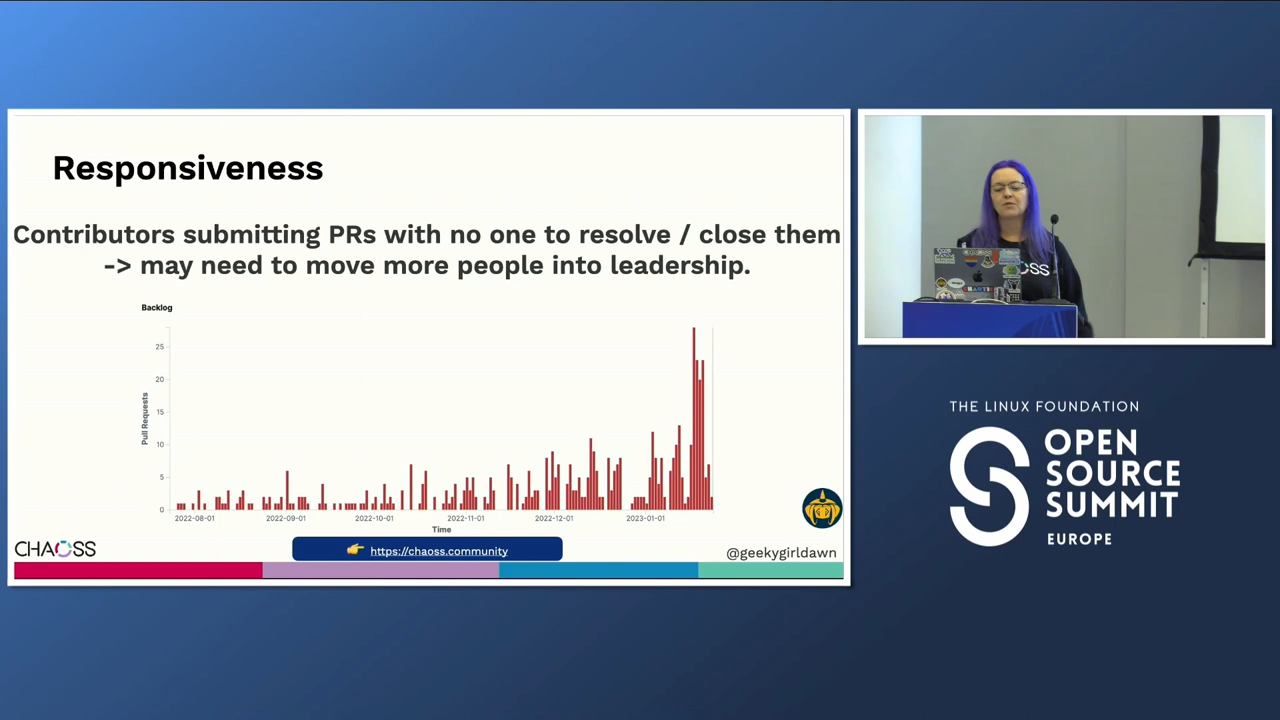 Responsiveness
Contributors submitting PRs with no one to resolve / close them
-> may need to move more people into leadership.
Backlog
25
20
15
10
5
0
Pull Requests
2022-08-01
2022-09-01
2022-10-01
2022-11-01
2022-12-01
2023-01-01
Time
CHAOSS
👉 https://chaoss.community
@geekygirldawn
THE LINUX FOUNDATION
OPEN
SOURCE
SUMMIT
EUROPE